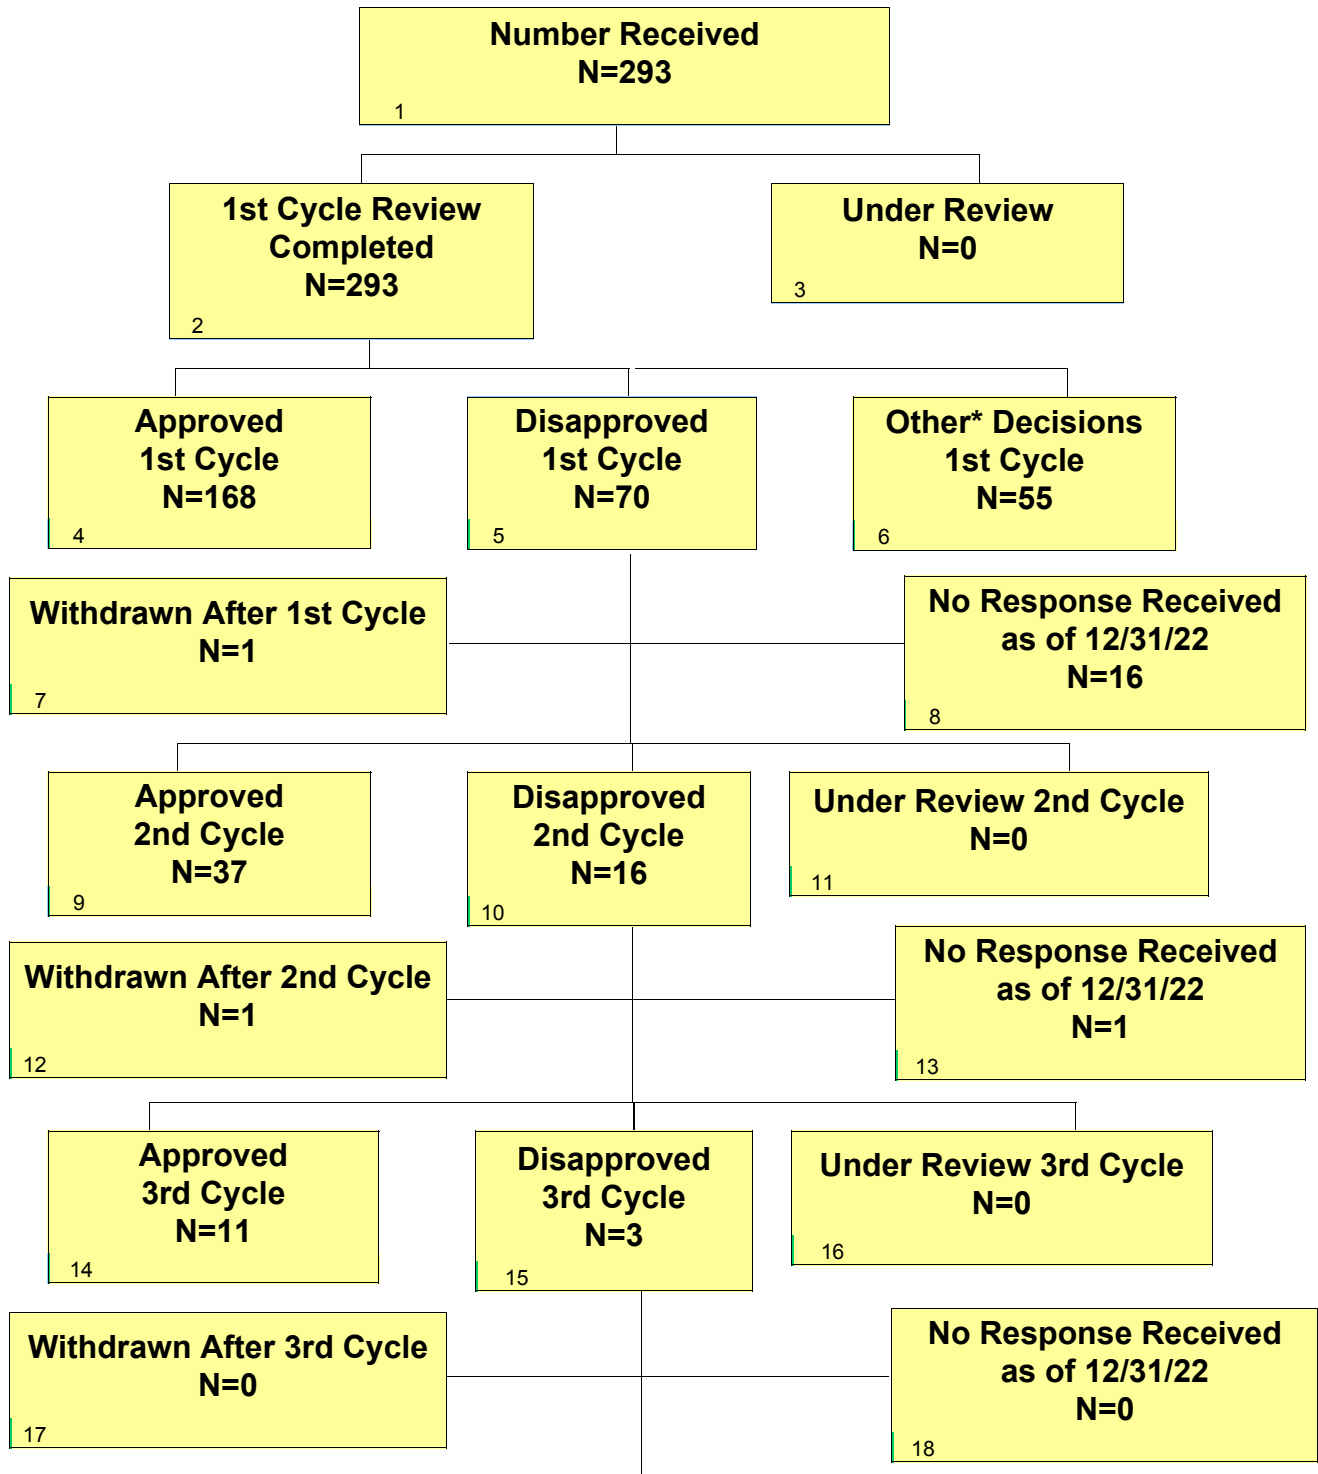 Number Received
N=293
1
1st Cycle Review
Completed
N=293
2
Under Review
N=0
3
Approved
1st Cycle
N=168
4
Disapproved
1st Cycle
N=70
5
Other* Decisions
1st Cycle
N=55
6
Withdrawn After 1st Cycle
N=1
7
No Response Received
as of 12/31/22
N=16
8
Approved
2nd Cycle
N=37
9
Disapproved
2nd Cycle
N=16
10
Under Review 2nd Cycle
N=0
11
Withdrawn After 2nd Cycle
N=1
12
No Response Received
as of 12/31/22
N=1
13
Approved
3rd Cycle
N=11
14
Disapproved
3rd Cycle
N=3
15
Under Review 3rd Cycle
N=0
16
Withdrawn After 3rd Cycle
N=0
17
No Response Received
as of 12/31/22
N=0
18